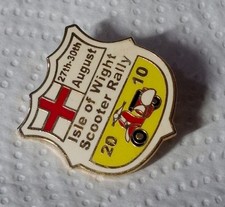 27th-30th
August
Isle of Wight
Scooter Rally
20
10